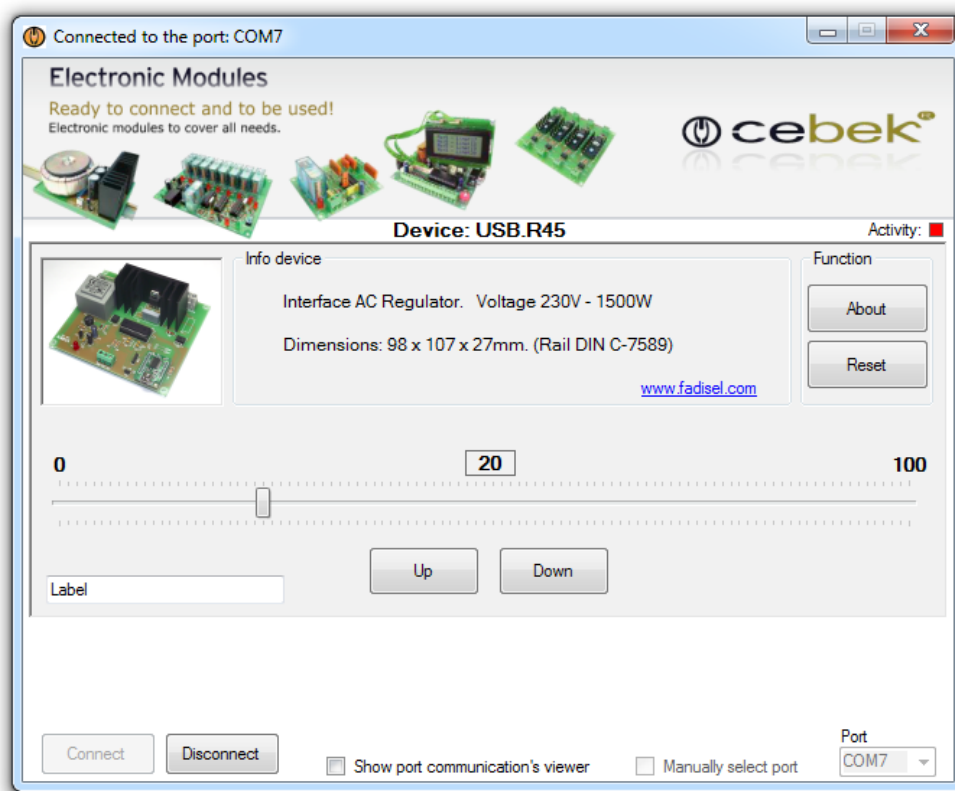 Connected to the port: COM7
Electronic Modules
Ready to connect and to be used!
Electronic modules to cover all needs.
cebek
Device: USB.R45
Activity:
Info device
Interface AC Regulator. Voltage 230V - 1500W
Dimensions: 98 x 107 x 27mm. (Rail DIN C-7589)
www.fadisel.com
Function
About
Reset
0
20
100
Up
Down
Label
Connect
Disconnect
Show port communication's viewer
Manually select port
Port
COM7